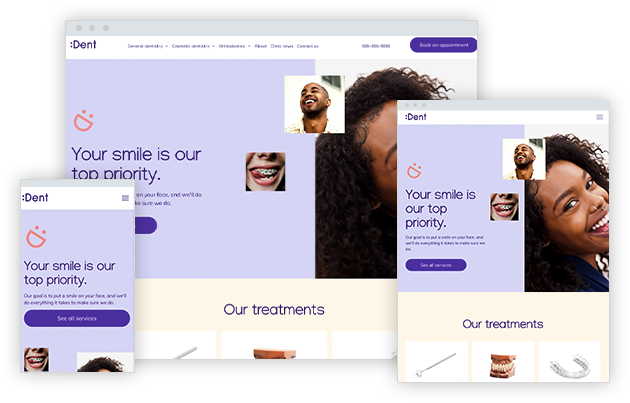 :Dent
General dentistry
Cosmetic dentistry
Orthodontics
About
Clinic news
Contact us
555-555-5555
Book an appointment
Your smile is our
top priority.
on your face, and we'll do
make sure we do.
Our treatments
:Dent
Your smile is
our top
priority.
Our goal is to put a smile on your face,
and we'll do everything it takes to make sure
we do.
See all services
Our treatments
:Dent
Your smile is our
top priority.
Our goal is to put a smile on your face, and we'll
do everything it takes to make sure we do.
See all services